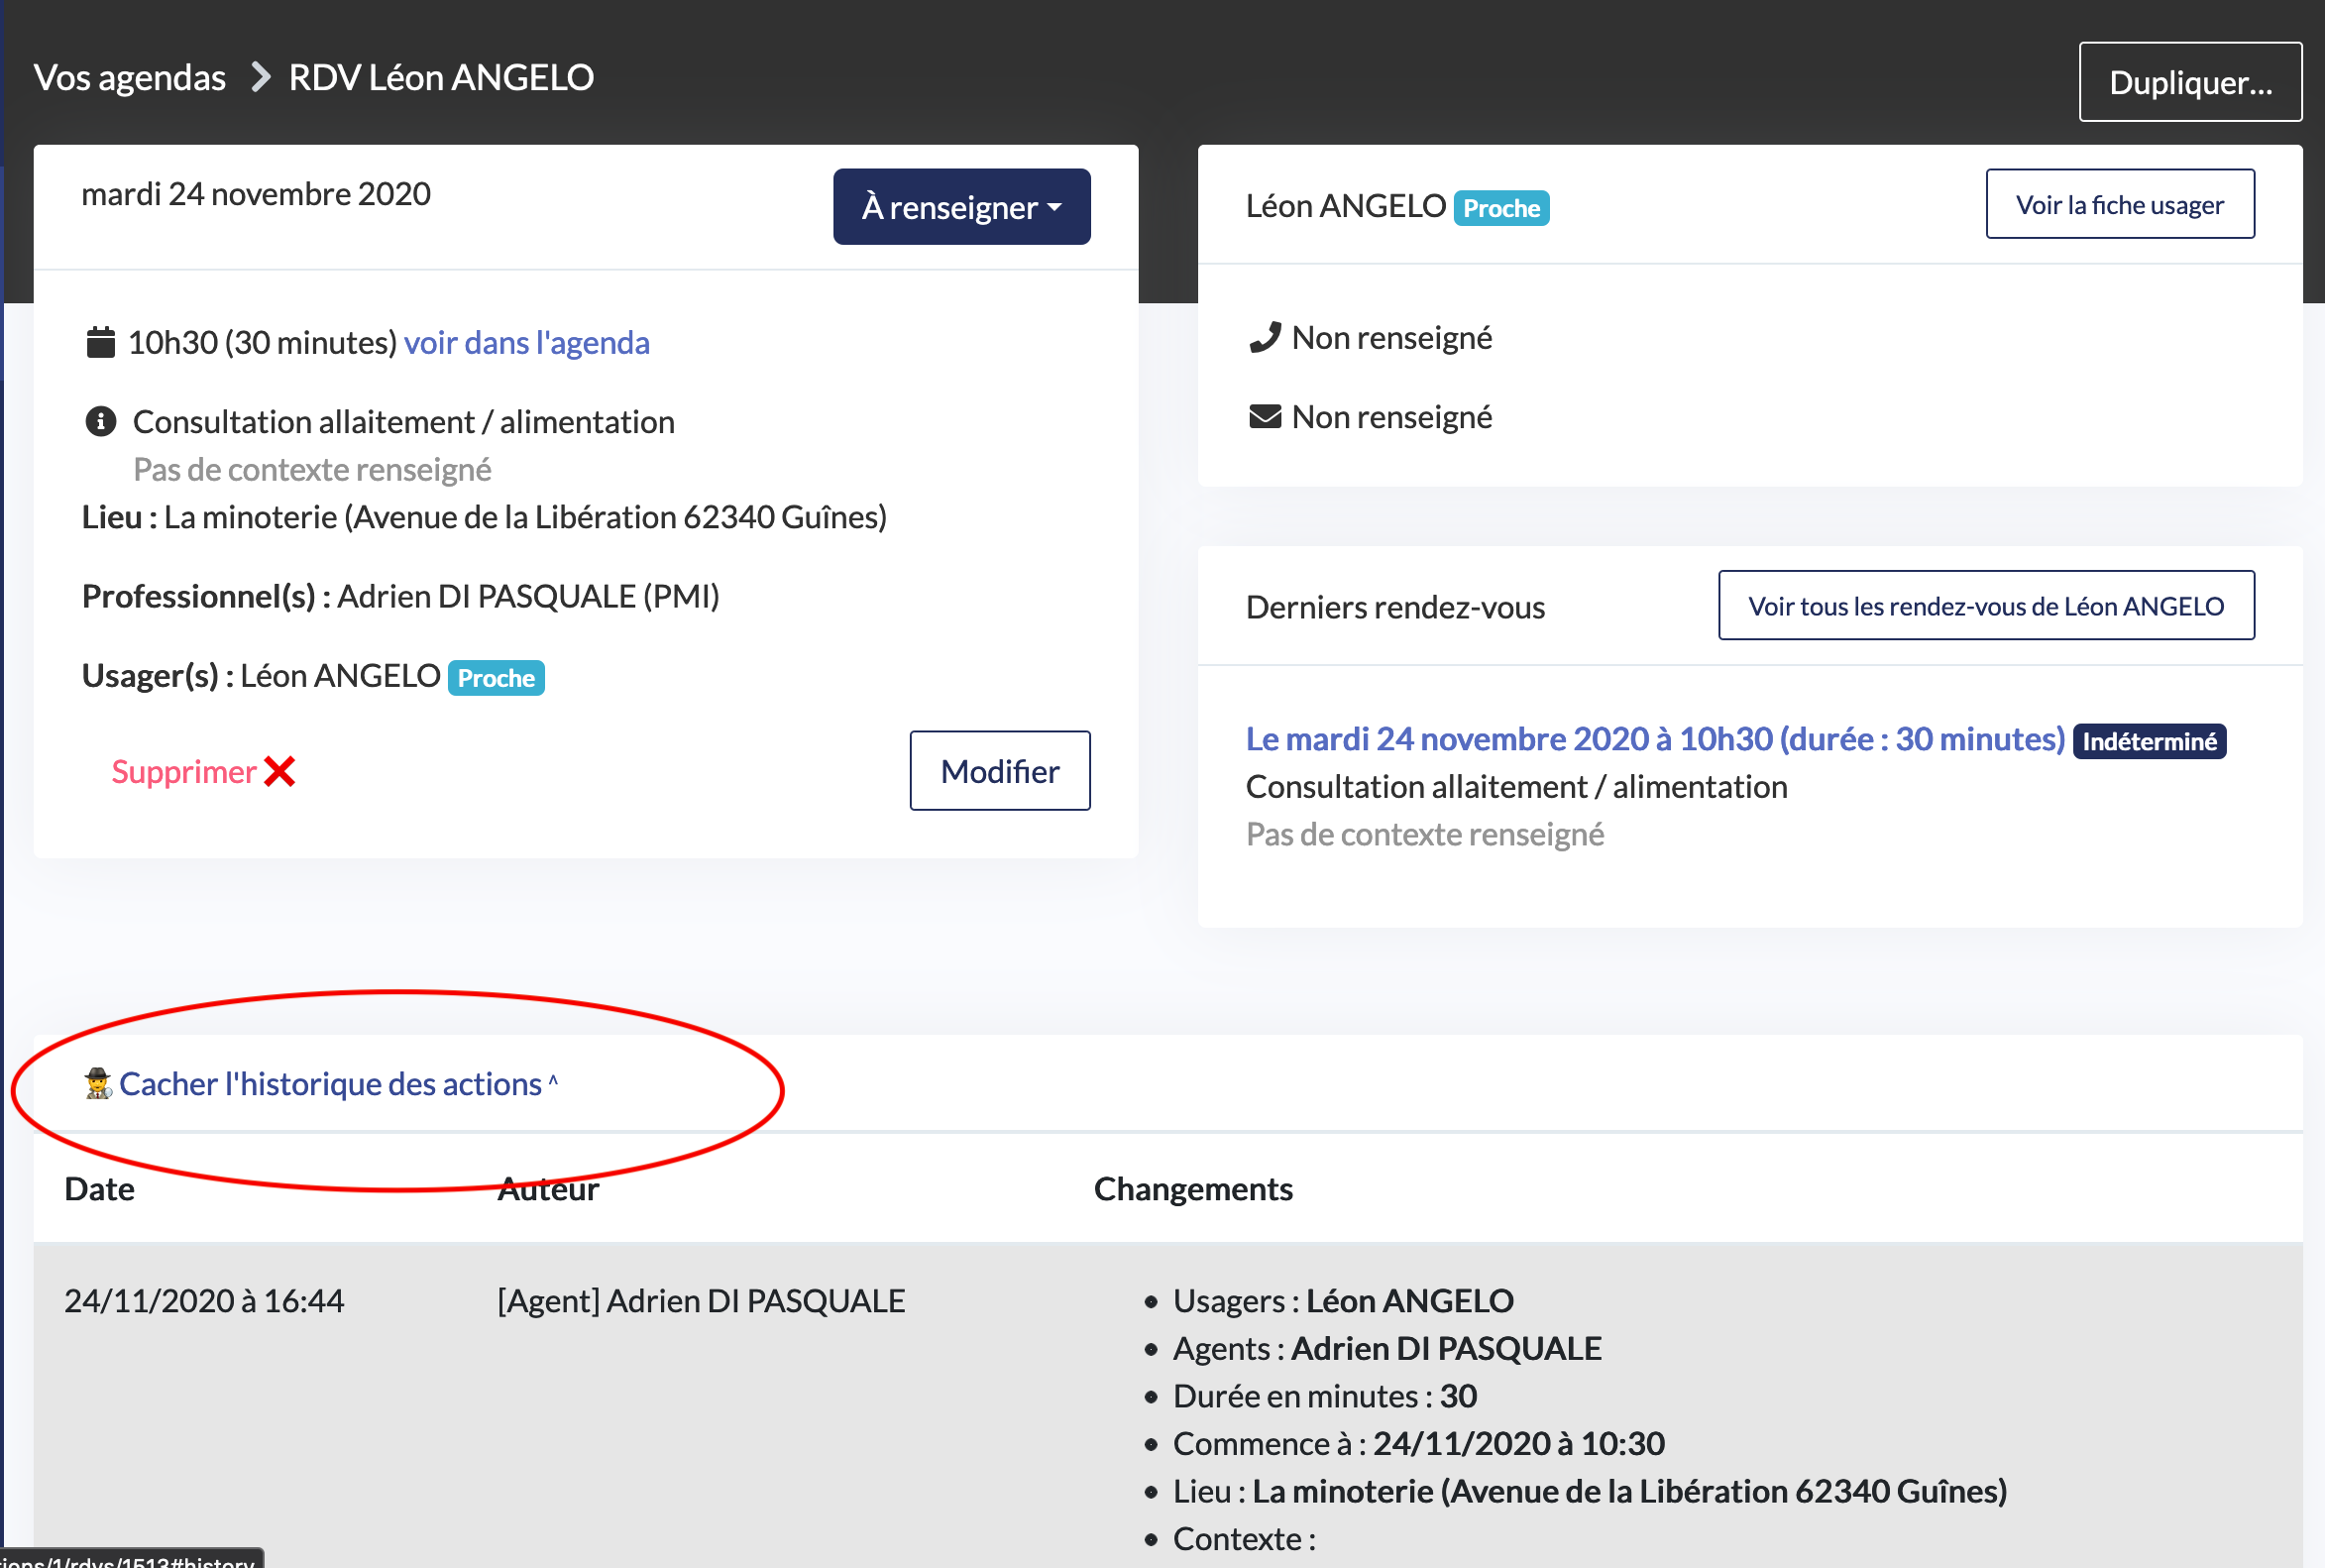 Vos agendas > RDV Léon ANGELO
Dupliquer...
mardi 24 novembre 2020
À renseigner
10h30 (30 minutes) voir dans l'agenda
Consultation allaitement / alimentation
Pas de contexte renseigné
Lieu : La minoterie (Avenue de la Libération 62340 Guînes)
Professionnel(s) : Adrien DI PASQUALE (PMI)
Usager(s) : Léon ANGELO Proche
Supprimer ❌
Modifier
Léon ANGELO Proche
Voir la fiche usager
Non renseigné
Non renseigné
Derniers rendez-vous
Voir tous les rendez-vous de Léon ANGELO
Le mardi 24 novembre 2020 à 10h30 (durée : 30 minutes) Indéterminé
Consultation allaitement / alimentation
Pas de contexte renseigné
Cacher l'historique des actions ^
Date Auteur Changements
24/11/2020 à 16:44 [Agent] Adrien DI PASQUALE
• Usagers : Léon ANGELO
• Agents : Adrien DI PASQUALE
• Durée en minutes : 30
• Commence à : 24/11/2020 à 10:30
• Lieu : La minoterie (Avenue de la Libération 62340 Guînes)
• Contexte :
ions/1/rdvs/1513#history